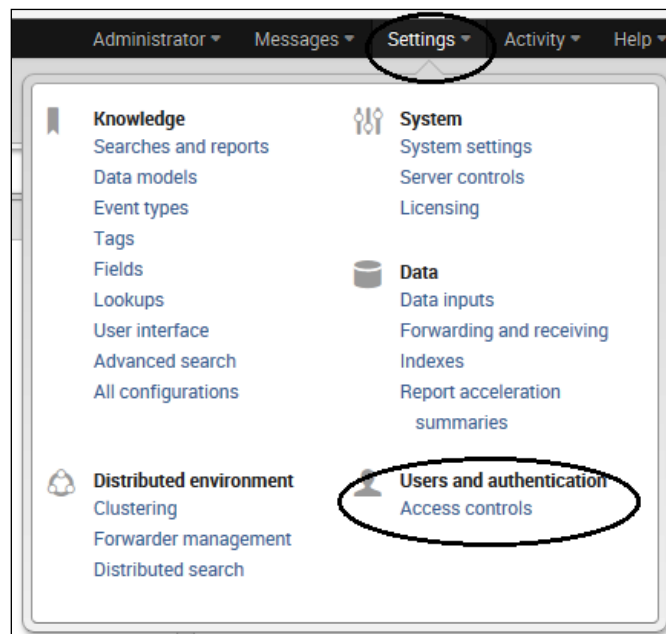 Administrator Messages Settings Activity Help
Knowledge
Searches and reports
Data models
Event types
Tags
Fields
Lookups
User interface
Advanced search
All configurations
System
System settings
Server controls
Licensing
Data
Data inputs
Forwarding and receiving
Indexes
Report acceleration
summaries
Distributed environment
Clustering
Forwarder management
Distributed search
Users and authentication
Access controls